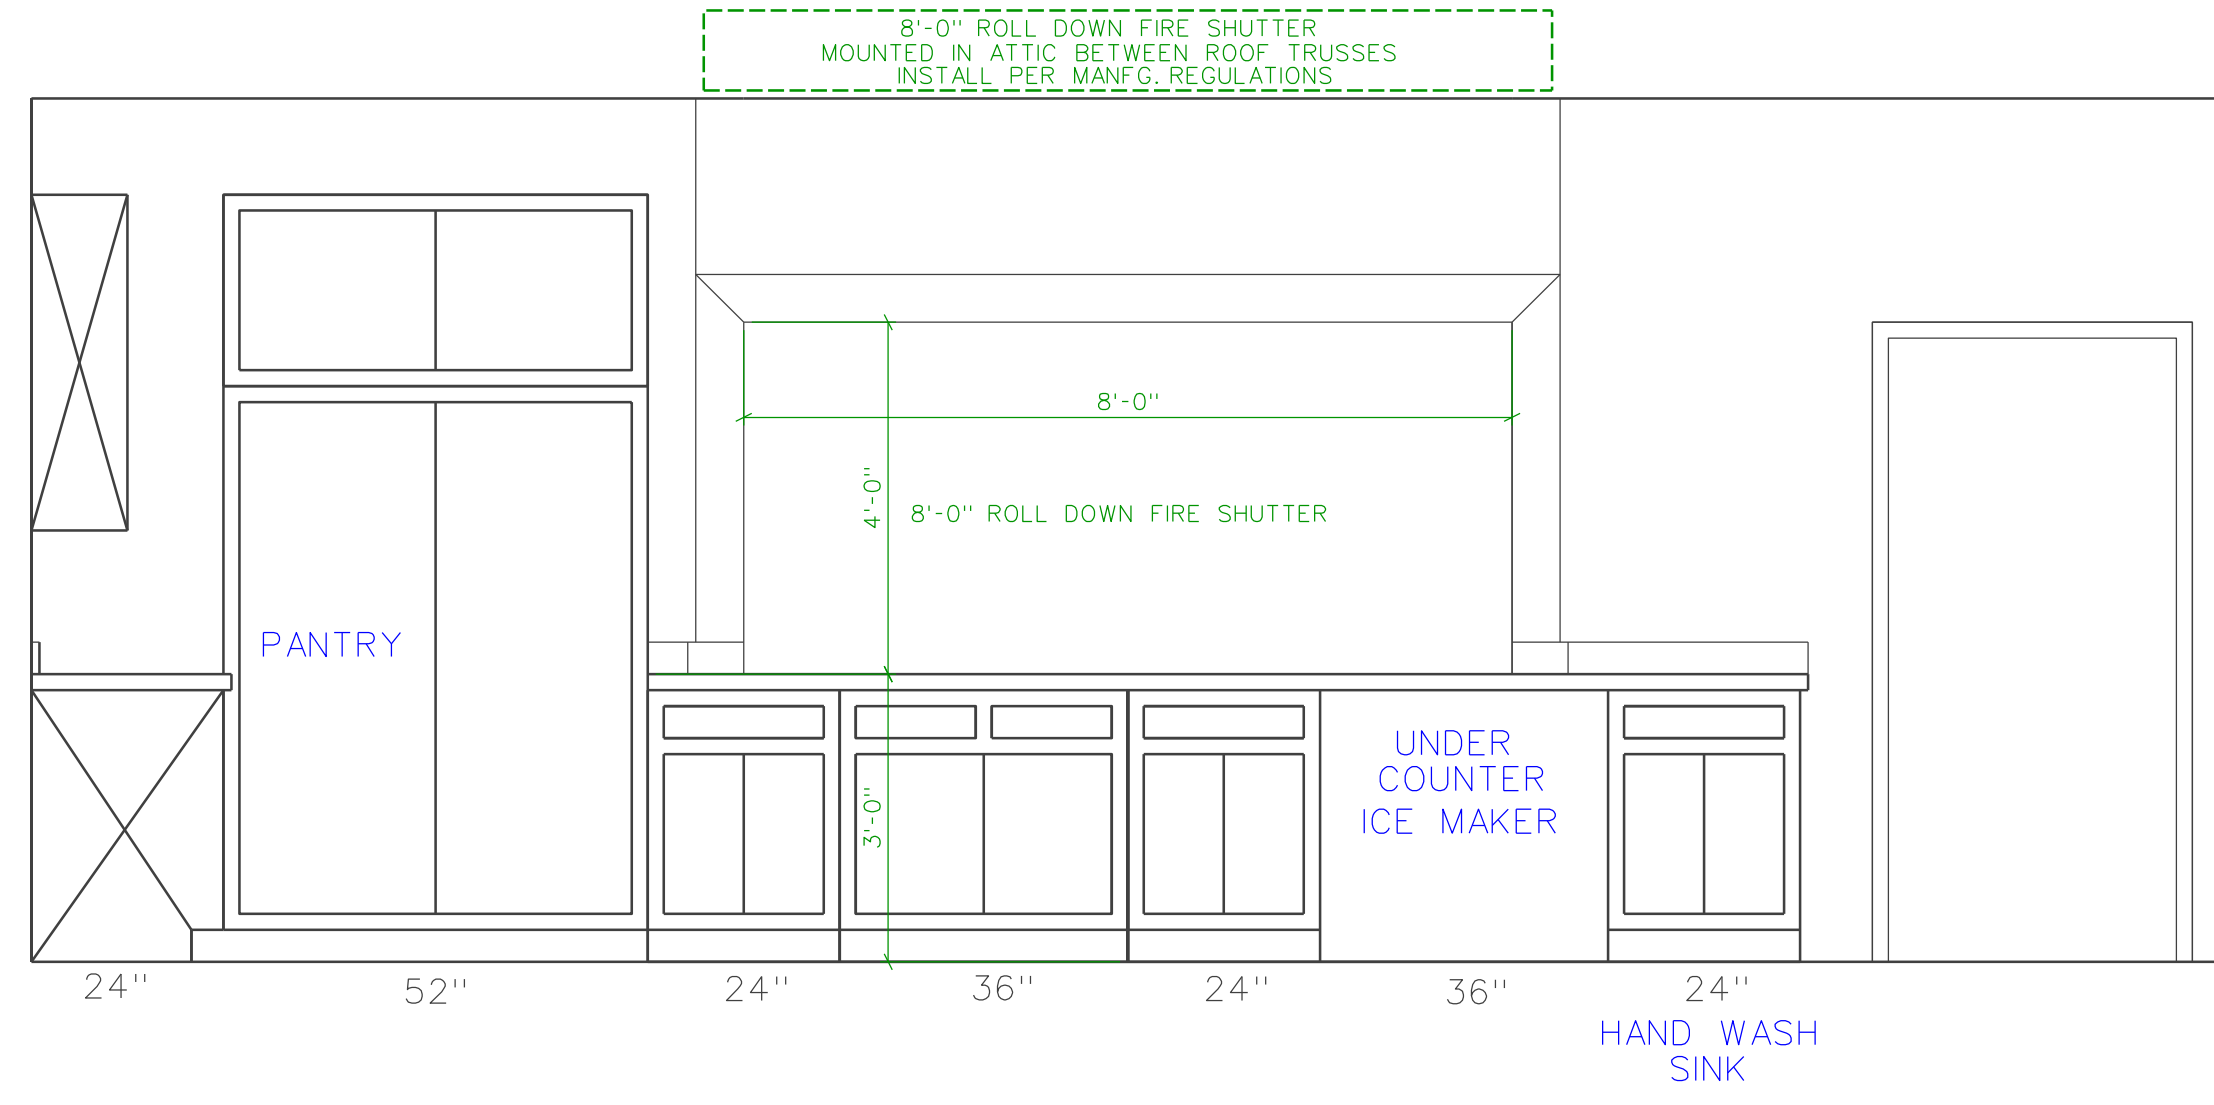 8'-0" ROLL DOWN FIRE SHUTTER
MOUNTED IN ATTIC BETWEEN ROOF TRUSSES
INSTALL PER MANFG. REGULATIONS
8'-0"
4'-0"
8'-0" ROLL DOWN FIRE SHUTTER
PANTRY
3'-0"
UNDER
COUNTER
ICE MAKER
24"
52"
24"
36"
24"
36"
24"
HAND WASH
SINK